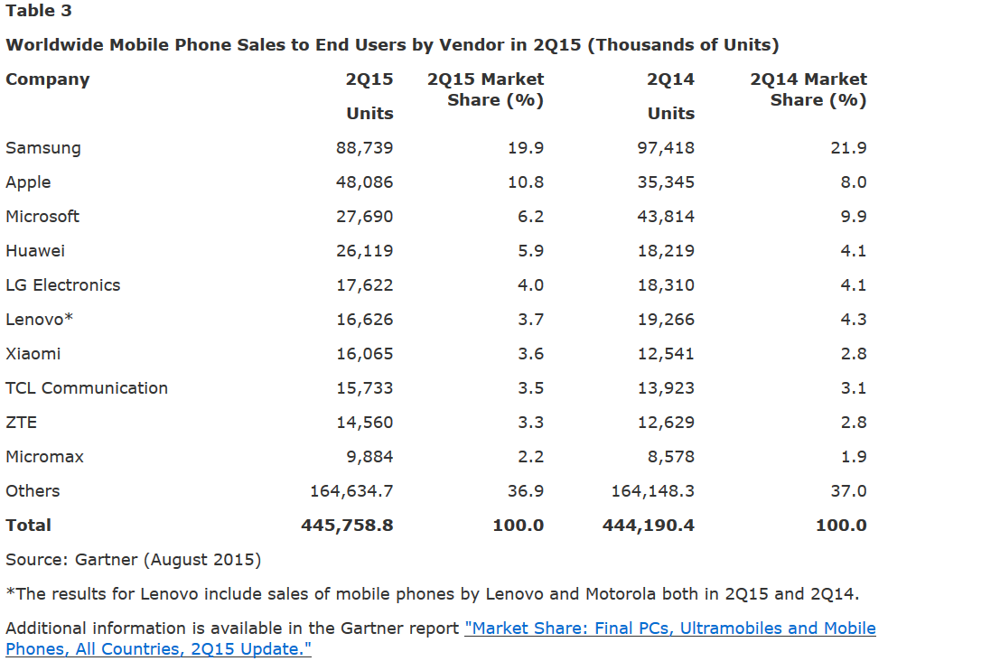 Table 3
Worldwide Mobile Phone Sales to End Users by Vendor in 2Q15 (Thousands of Units)
Company 2Q15 2Q15 Market 2Q14 2Q14 Market
Share (%) Share (%)
Units Units
Samsung 88,739 19.9 97,418 21.9
Apple 48,086 10.8 35,345 8.0
Microsoft 27,690 6.2 43,814 9.9
Huawei 26,119 5.9 18,219 4.1
LG Electronics 17,622 4.0 18,310 4.1
Lenovo* 16,626 3.7 19,266 4.3
Xiaomi 16,065 3.6 12,541 2.8
TCL Communication 15,733 3.5 13,923 3.1
ZTE 14,560 3.3 12,629 2.8
Micromax 9,884 2.2 8,578 1.9
Others 164,634.7 36.9 164,148.3 37.0
Total 445,758.8 100.0 444,190.4 100.0
Source: Gartner (August 2015)
*The results for Lenovo include sales of mobile phones by Lenovo and Motorola both in 2Q15 and 2Q14.
Additional information is available in the Gartner report "Market Share: Final PCs, Ultramobiles and Mobile
Phones, All Countries, 2Q15 Update."